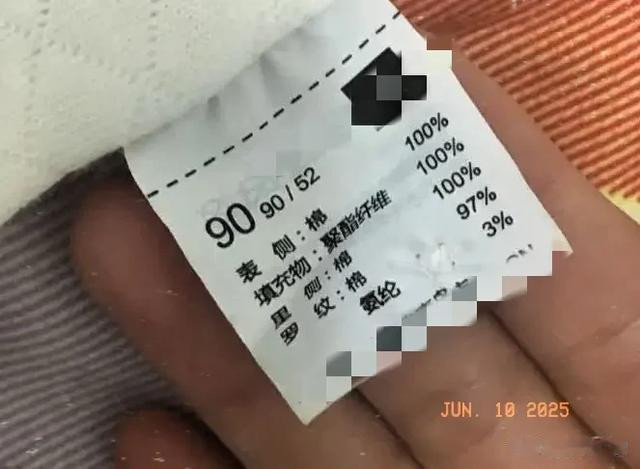 90 90/52
表 侧：棉 100%
填充物：聚酯纤维 100%
里 侧：棉 100%
罗 纹：棉 97%
氨纶 3%
JUN. 10 2025